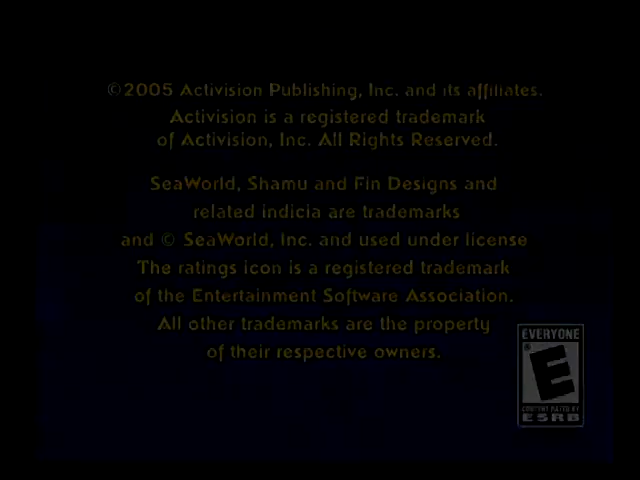 ©2005 Activision Publishing, Inc. and its affiliates.
Activision is a registered trademark
of Activision, Inc. All Rights Reserved.
SeaWorld, Shamu and Fin Designs and
related indicia are trademarks
and © SeaWorld, Inc. and used under license
The ratings icon is a registered trademark
of the Entertainment Software Association.
All other trademarks are the property
of their respective owners.
EVERYONE
E
CONTENT RATED BY
ESRB